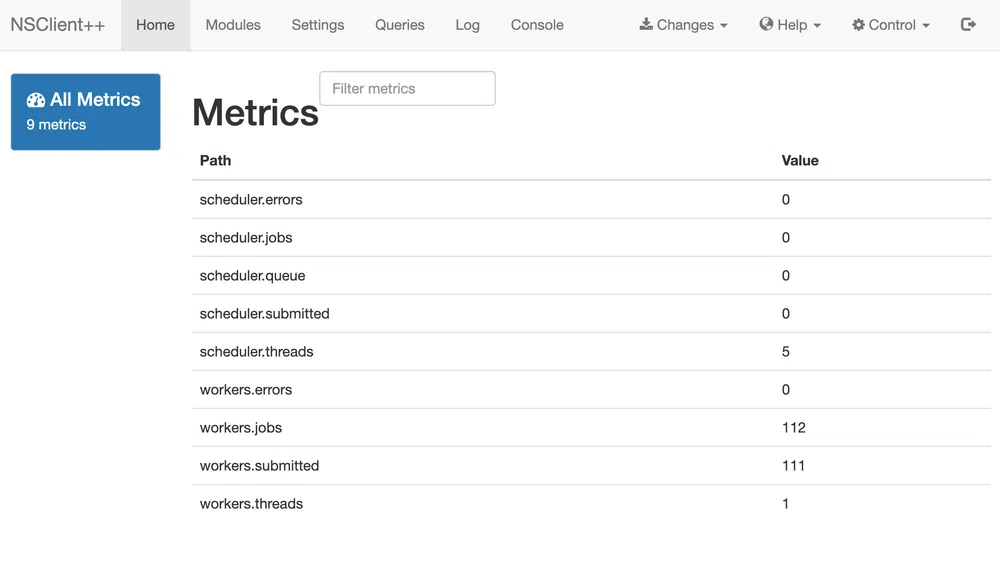 NSClient++ Home Modules Settings Queries Log Console Changes Help Control
All Metrics
9 metrics
Filter metrics
Metrics
Path Value
scheduler.errors 0
scheduler.jobs 0
scheduler.queue 0
scheduler.submitted 0
scheduler.threads 5
workers.errors 0
workers.jobs 112
workers.submitted 111
workers.threads 1